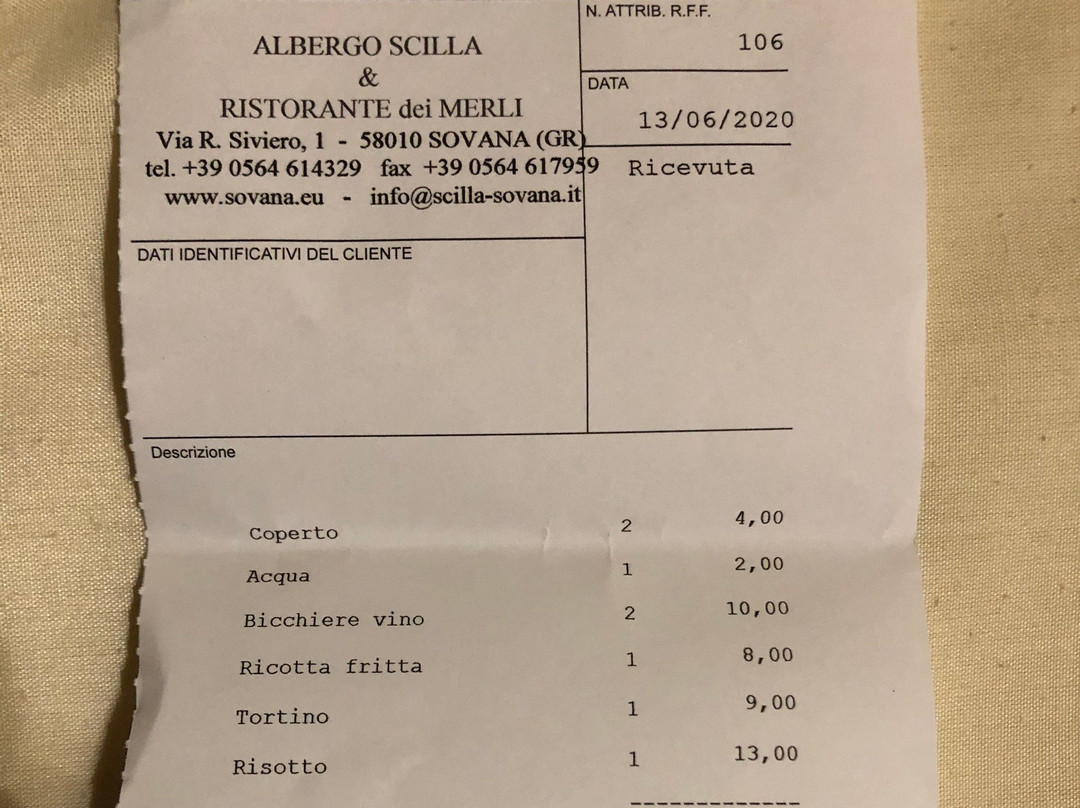 ALBERGO SCILLA
&
RISTORANTE dei MERLI
Via R. Siviero, 1 - 58010 SOVANA (GR)
tel. +39 0564 614329 fax +39 0564 617959
www.sovana.eu - info@scilla-sovana.it
N. ATTRIB. R.F.F.
106
DATA
13/06/2020
Ricevuta
DATI IDENTIFICATIVI DEL CLIENTE
Descrizione
Coperto 2 4,00
Acqua 1 2,00
Bicchiere vino 2 10,00
Ricotta fritta 1 8,00
Tortino 1 9,00
Risotto 1 13,00